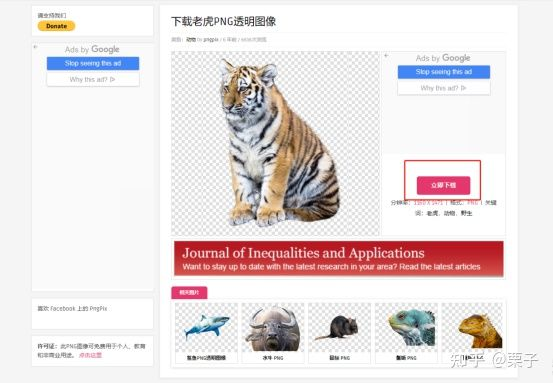 请支持我们
Donate
Ads by Google
Stop seeing this ad
Why this ad?
喜欢 Facebook 上的 PngPix
许可证：此PNG图像可免费用于个人、教育
和非商业用途。点击这里
下载老虎PNG透明图像
类别：动物 by pngpix / 6 年前 /
Ads by Google
Stop seeing this ad
Why this ad?
立即下载
分辨率： | 格式：PNG | 关键
词：老虎，动物，野生
Journal of Inequalities and Applications
Want to stay up to date with the latest research in your area? Read the latest articles
相关图片
鲨鱼PNG透明图像
水牛 PNG
鼠标 PNG
鬣蜥 PNG
PNG
知乎 @栗子